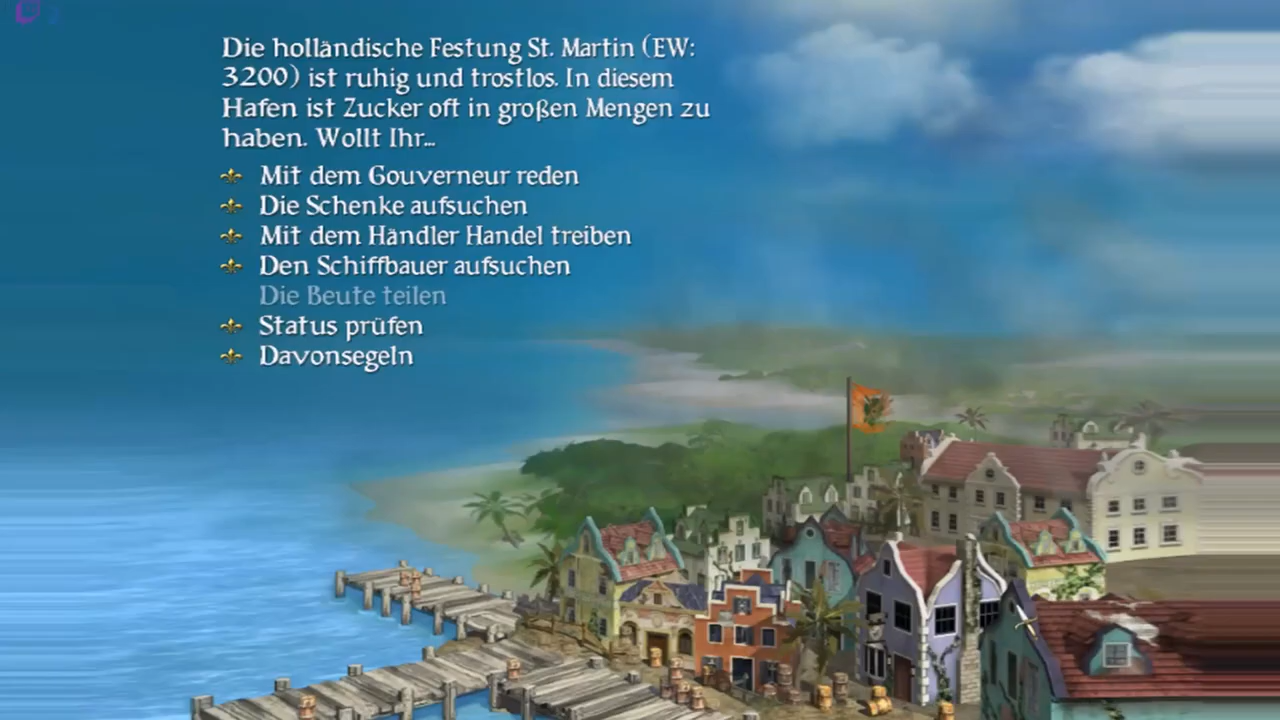 Die holländische Festung St. Martin (EW:
3200) ist ruhig und trostlos. In diesem
Hafen ist Zucker oft in großen Mengen zu
haben. Wollt Ihr...
Mit dem Gouverneur reden
Die Schenke aufsuchen
Mit dem Händler Handel treiben
Den Schiffbauer aufsuchen
Die Beute teilen
Status prüfen
Davonsegeln